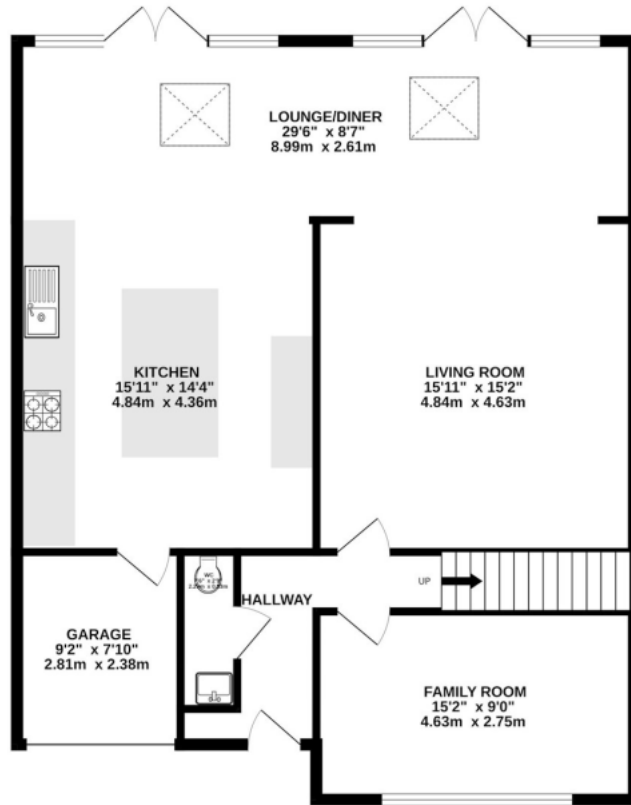 LOUNGE/DINER
29'6" x 8'7"
8.99m x 2.61m
KITCHEN
15'11" x 14'4"
4.84m x 4.36m
LIVING ROOM
15'11" x 15'2"
4.84m x 4.63m
WC
UP
HALLWAY
GARAGE
9'2" x 7'10"
2.81m x 2.38m
FAMILY ROOM
15'2" x 9'0"
4.63m x 2.75m